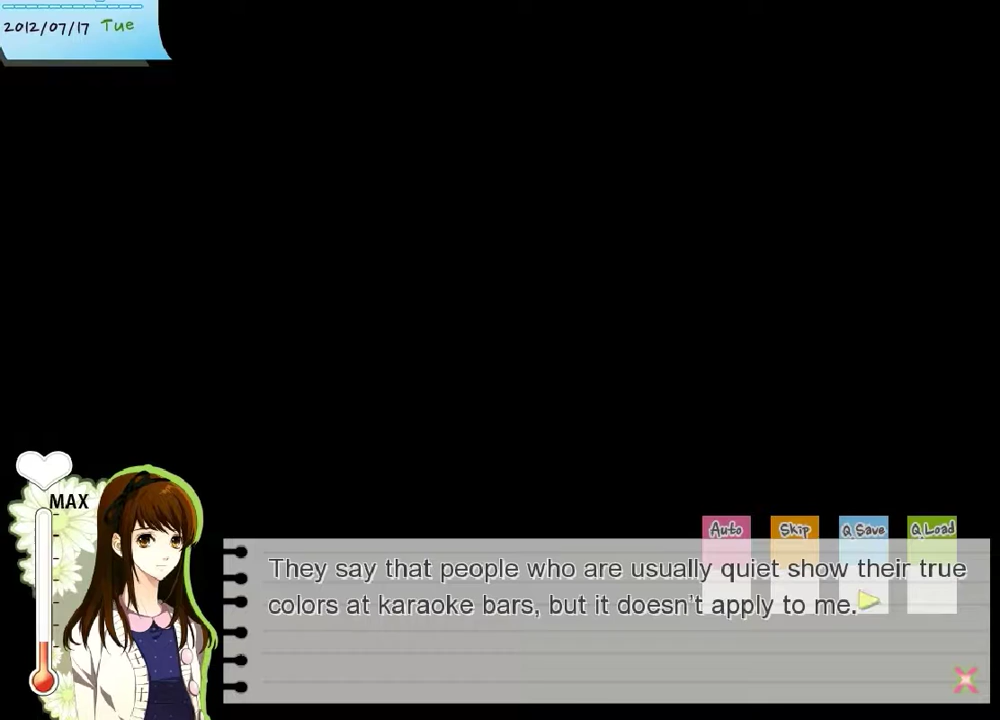 2012/07/17 Tue
MAX
Auto Skip Q Save Q Load
They say that people who are usually quiet show their true
colors at karaoke bars, but it doesn't apply to me.